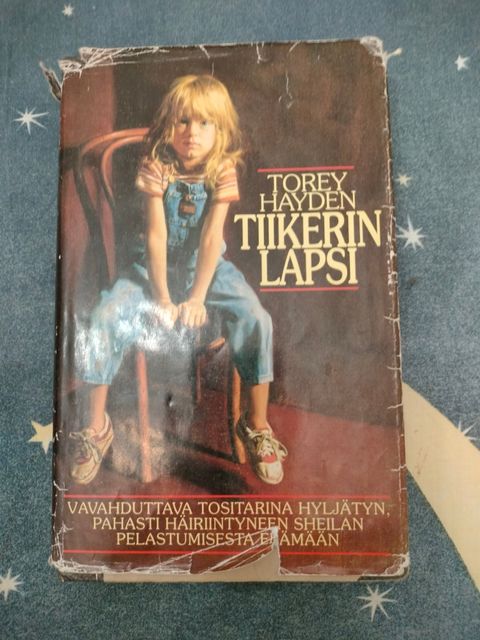 TOREY
HAYDEN
TIIKERIN
LAPSI
VAVAHDUTTAVA TOSITARINA HYLJÄTYN,
PAHASTI HÄIRIINTYNEEN SHEILAN
PELASTUMISESTA ELÄMÄÄN